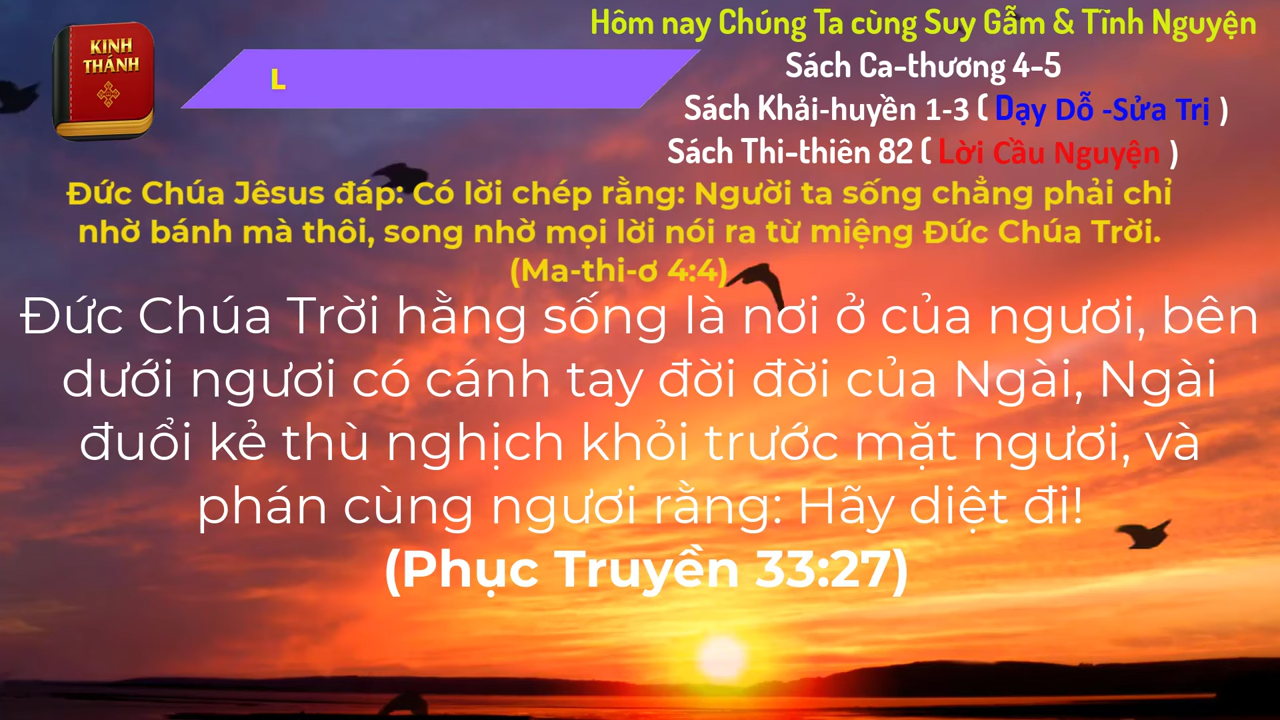 KINH
THÁNH
L
Hôm nay Chúng Ta cùng Suy Gẫm & Tĩnh Nguyện
Sách Ca-thương 4-5
Sách Khải-huyền 1-3 ( Dạy Dỗ -Sửa Trị )
Sách Thi-thiên 82 ( Lời Cầu Nguyện )
Đức Chúa Jêsus đáp: Có lời chép rằng: Người ta sống chẳng phải chỉ
nhờ bánh mà thôi, song nhờ mọi lời nói ra từ miệng Đức Chúa Trời.
(Ma-thi-ơ 4:4)
Đức Chúa Trời hằng sống là nơi ở của ngươi, bên
dưới ngươi có cánh tay đời đời của Ngài, Ngài
đuổi kẻ thù nghịch khỏi trước mặt ngươi, và
phán cùng ngươi rằng: Hãy diệt đi!
(Phục Truyền 33:27)